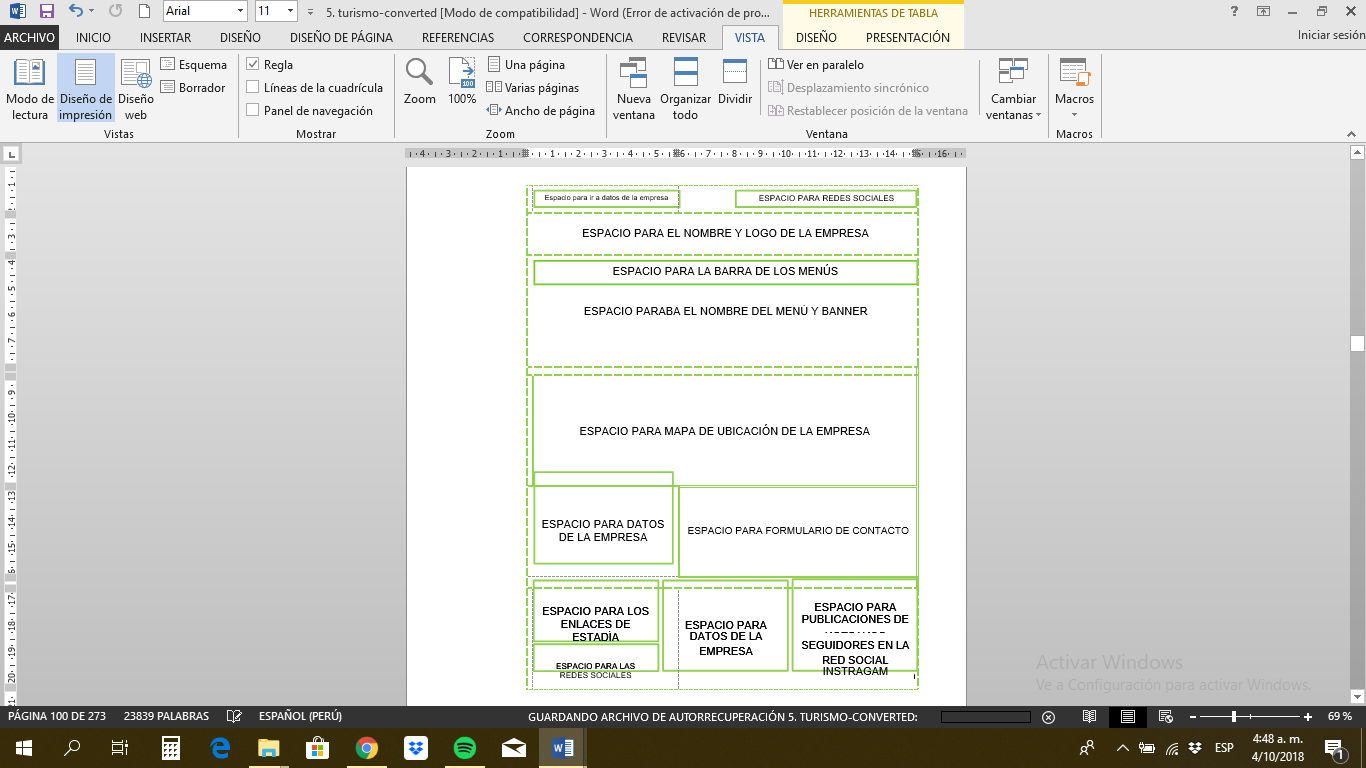 Arial
11
5. turismo-converted [Modo de compatibilidad] - Word (Error de activación de pro...
HERRAMIENTAS DE TABLA
?
ARCHIVO
INICIO
INSERTAR
DISEÑO
DISEÑO DE PÁGINA
REFERENCIAS
CORRESPONDENCIA
REVISAR
VISTA
DISEÑO
PRESENTACIÓN
Iniciar sesión
Modo de lectura
Diseño de impresión
Diseño web
Esquema
Borrador
Vistas
Regla
Líneas de la cuadrícula
Panel de navegación
Mostrar
Zoom
100%
Una página
Varias páginas
Ancho de página
Zoom
Nueva ventana
Organizar todo
Dividir
Ver en paralelo
Desplazamiento sincrónico
Restablecer posición de la ventana
Ventana
Cambiar ventanas
Macros
Macros
Espacio para ir a datos de la empresa
ESPACIO PARA REDES SOCIALES
ESPACIO PARA EL NOMBRE Y LOGO DE LA EMPRESA
ESPACIO PARA LA BARRA DE LOS MENÚS
ESPACIO PARABA EL NOMBRE DEL MENÚ Y BANNER
ESPACIO PARA MAPA DE UBICACIÓN DE LA EMPRESA
ESPACIO PARA DATOS
DE LA EMPRESA
ESPACIO PARA FORMULARIO DE CONTACTO
ESPACIO PARA LOS
ENLACES DE
ESTADÍA
ESPACIO PARA LAS
REDES SOCIALES
ESPACIO PARA
DATOS DE LA
EMPRESA
ESPACIO PARA
PUBLICACIONES DE
SEGUIDORES EN LA
RED SOCIAL
INSTRAGAM
Activar Windows
Ve a Configuración para activar Windows.
PÁGINA 100 DE 273
23839 PALABRAS
ESPAÑOL (PERÚ)
GUARDANDO ARCHIVO DE AUTORRECUPERACIÓN 5. TURISMO-CONVERTED:
69 %
ESP
4:48 a. m.
4/10/2018
1